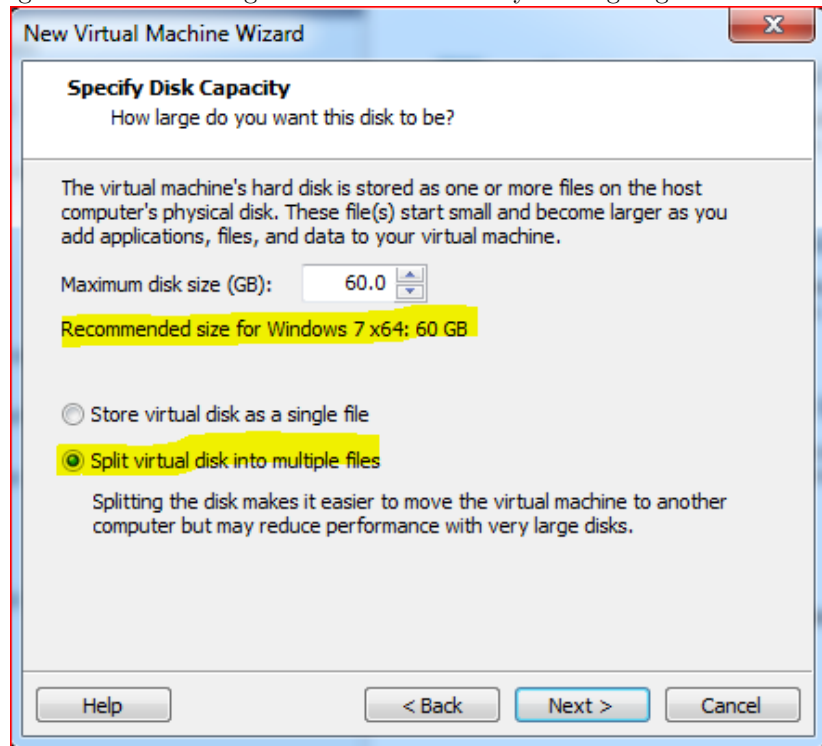 New Virtual Machine Wizard
Specify Disk Capacity
How large do you want this disk to be?
The virtual machine's hard disk is stored as one or more files on the host
computer's physical disk. These file(s) start small and become larger as you
add applications, files, and data to your virtual machine.
Maximum disk size (GB): 60.0
Recommended size for Windows 7 x64: 60 GB
Store virtual disk as a single file
Split virtual disk into multiple files
Splitting the disk makes it easier to move the virtual machine to another
computer but may reduce performance with very large disks.
Help < Back Next > Cancel